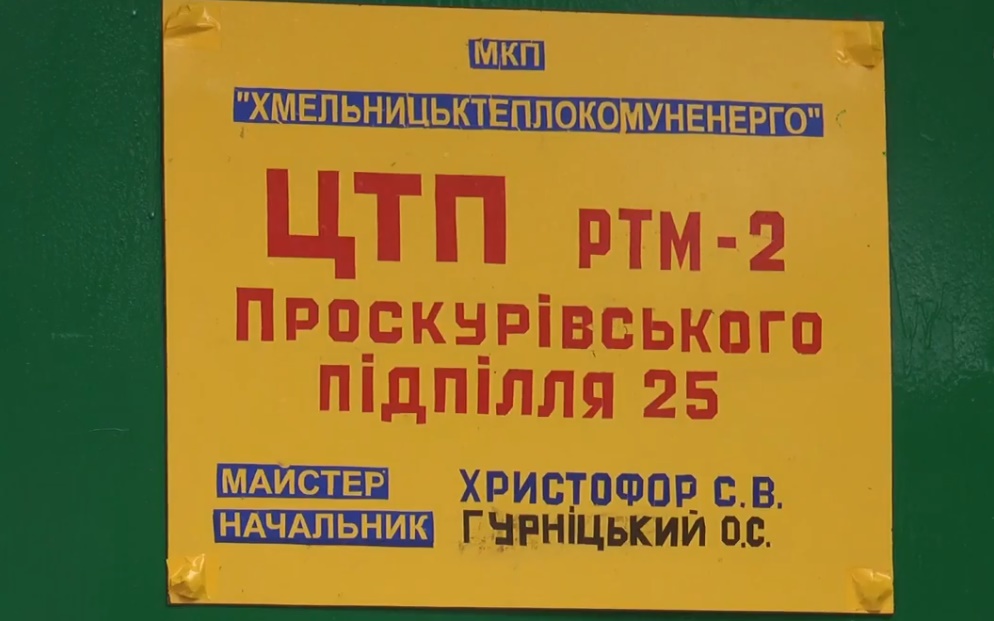 МКП
"ХМЕЛЬНИЦЬКТЕПЛОКОМУНЕНЕРГО"
ЦТП РТМ-2
ПРОСКУРІВСЬКОГО
ПІДПІЛЛЯ 25
МАЙСТЕР ХРИСТОФОР С.В.
НАЧАЛЬНИК ГУРНІЦЬКИЙ О.С.